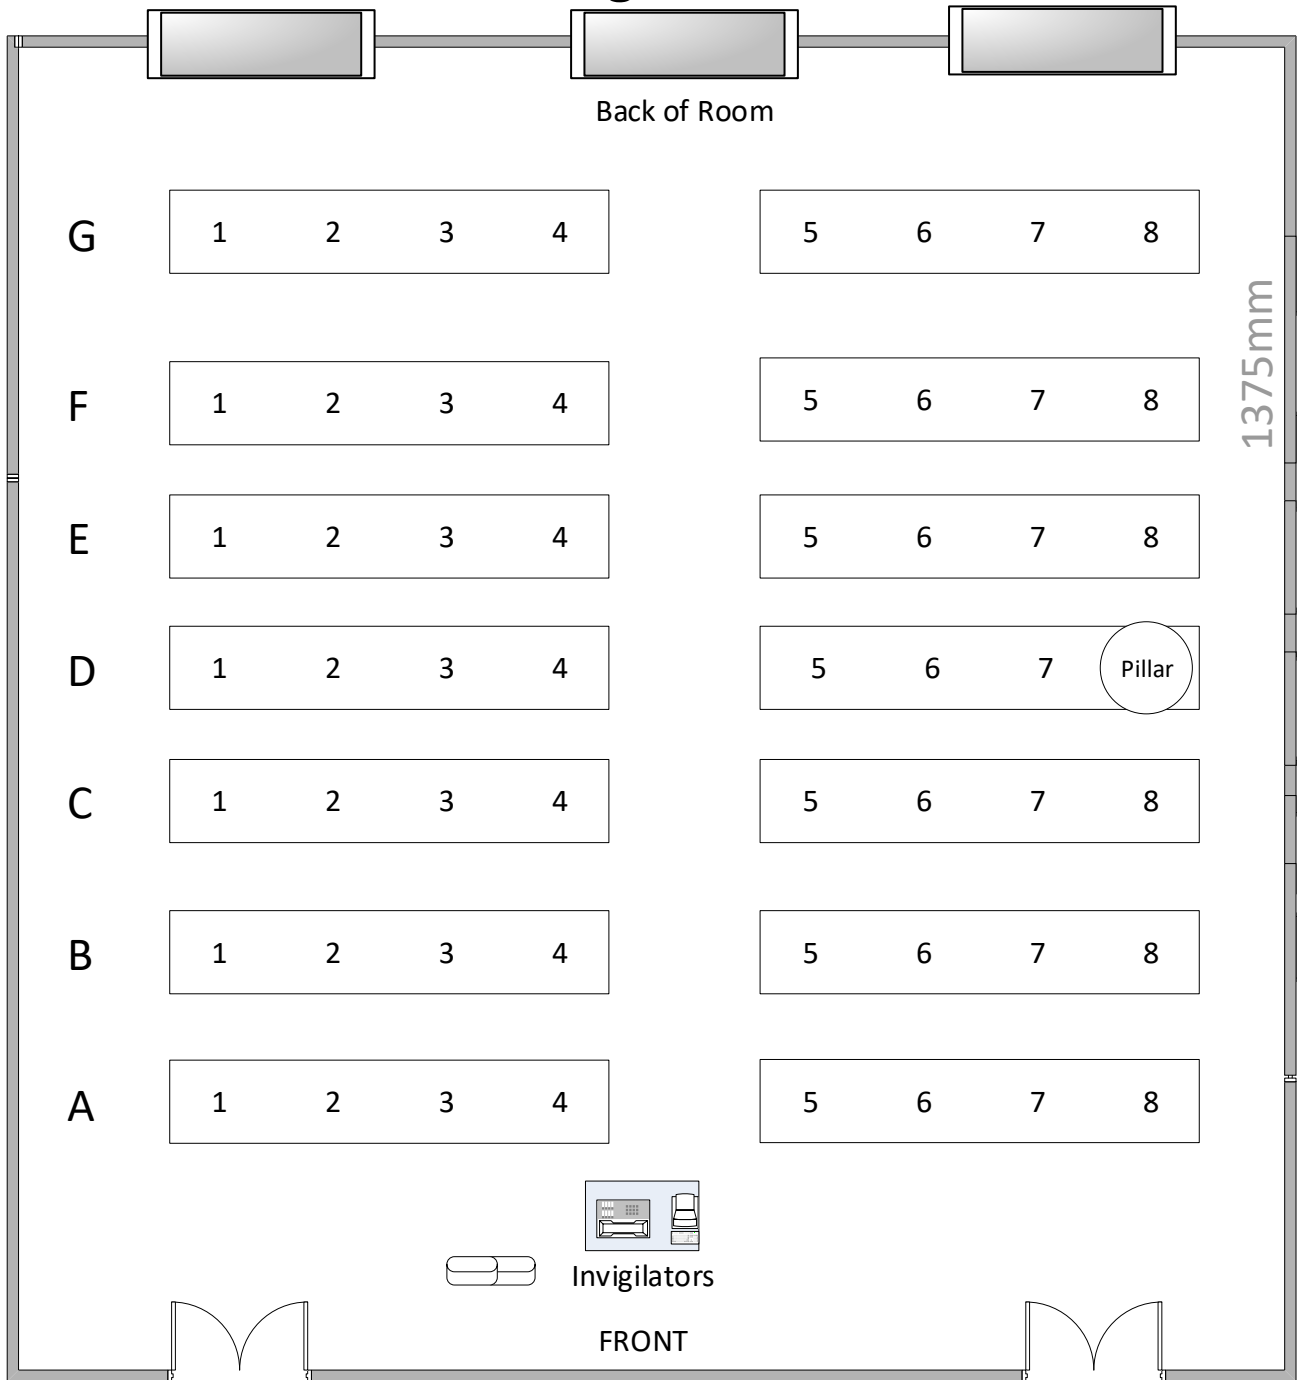 Back of Room
G 1 2 3 4 5 6 7 8
1375mm
F 1 2 3 4 5 6 7 8
E 1 2 3 4 5 6 7 8
D 1 2 3 4 5 6 7 Pillar
C 1 2 3 4 5 6 7 8
B 1 2 3 4 5 6 7 8
A 1 2 3 4 5 6 7 8
Invigilators
FRONT